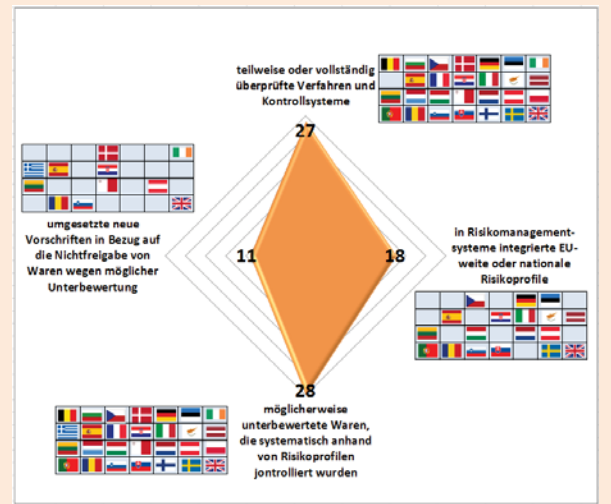 teilweise oder vollständig
überprüfte Verfahren und
Kontrollsysteme
27
umgesetzte neue
Vorschriften in Bezug auf
die Nichtfreigabe von
Waren wegen möglicher
Unterbewertung
11
18
in Risikomanagement-
systeme integrierte EU-
weite oder nationale
Risikoprofile
28
möglicherweise
unterbewertete Waren,
die systematisch anhand
von Risikoprofilen
jontrolliert wurden